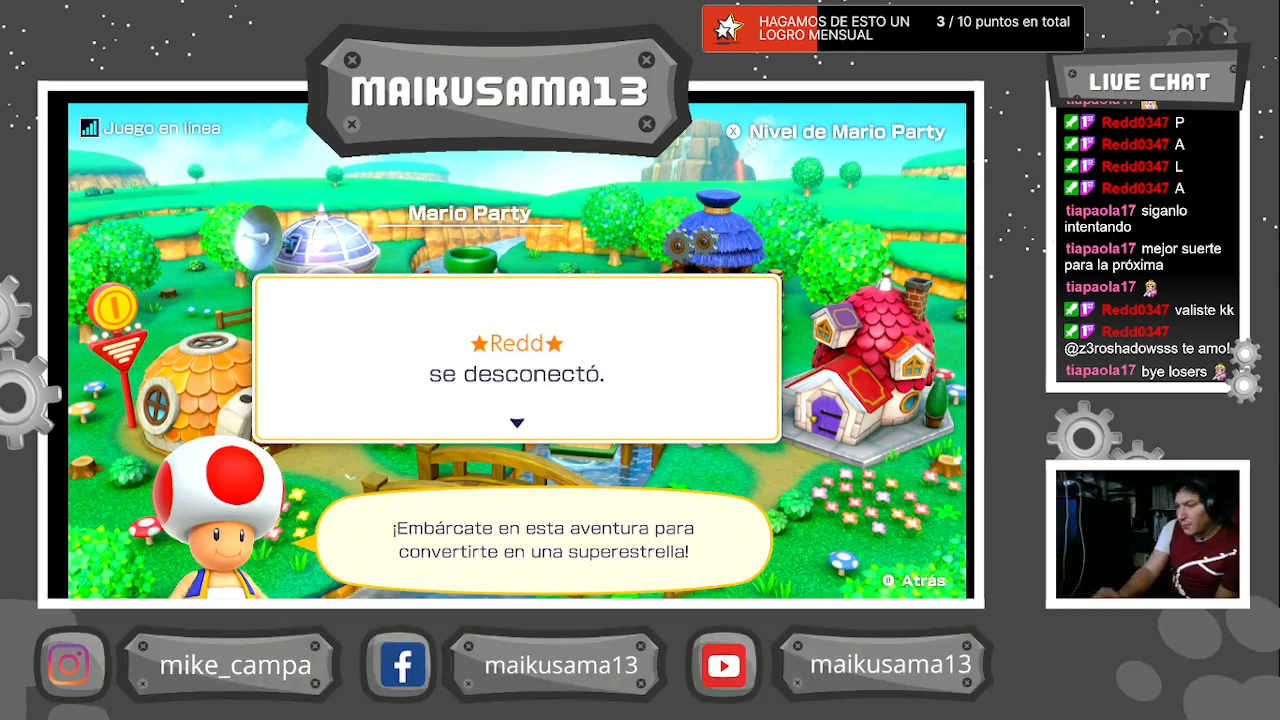 HAGAMOS DE ESTO UN
LOGRO MENSUAL
3 / 10 puntos en total
MAIKUSAMA13
LIVE CHAT
Juego en línea
X Nivel de Mario Party
Mario Party
★Redd★
se desconectó.
¡Embárcate en esta aventura para
convertirte en una superestrella!
B Atrás
tiapaola17
Redd0347 P
Redd0347 A
Redd0347 L
Redd0347 A
tiapaola17 siganlo
intentando
tiapaola17 mejor suerte
para la próxima
tiapaola17
Redd0347 valiste kk
Redd0347
@z3roshadowsss te amo!
tiapaola17 bye losers
mike_campa
maikusama13
maikusama13